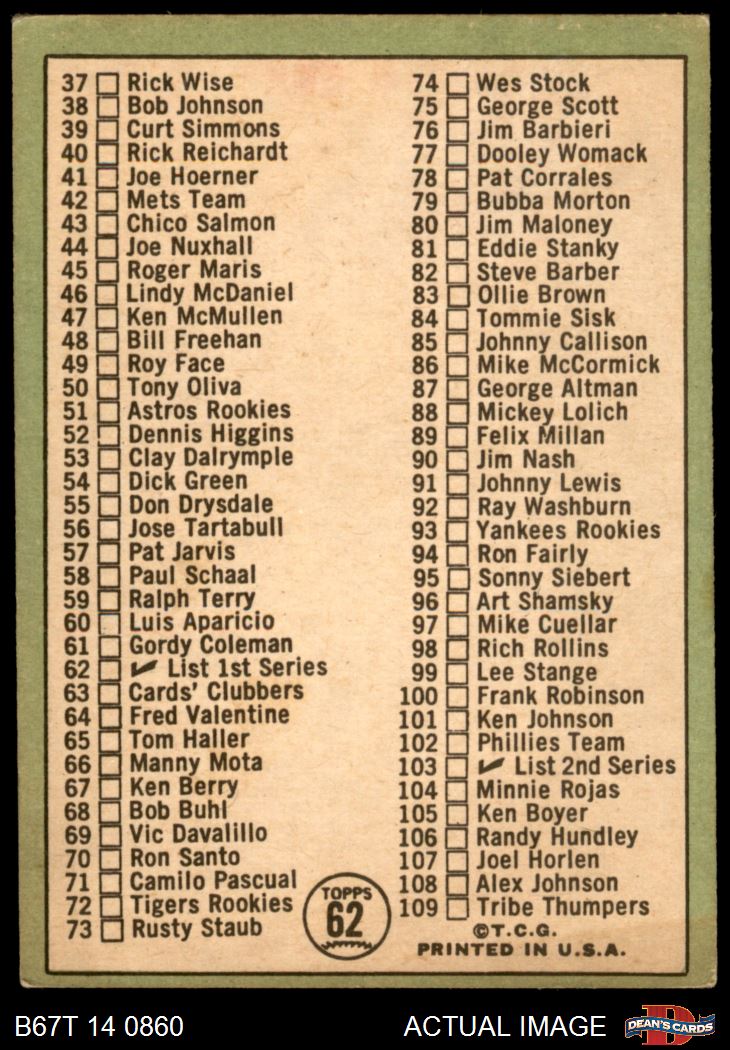 37 Rick Wise
38 Bob Johnson
39 Curt Simmons
40 Rick Reichardt
41 Joe Hoerner
42 Mets Team
43 Chico Salmon
44 Joe Nuxhall
45 Roger Maris
46 Lindy McDaniel
47 Ken McMullen
48 Bill Freehan
49 Roy Face
50 Tony Oliva
51 Astros Rookies
52 Dennis Higgins
53 Clay Dalrymple
54 Dick Green
55 Don Drysdale
56 Jose Tartabull
57 Pat Jarvis
58 Paul Schaal
59 Ralph Terry
60 Luis Aparicio
61 Gordy Coleman
62 List 1st Series
63 Cards' Clubbers
64 Fred Valentine
65 Tom Haller
66 Manny Mota
67 Ken Berry
68 Bob Buhl
69 Vic Davalillo
70 Ron Santo
71 Camilo Pascual
72 Tigers Rookies
73 Rusty Staub
74 Wes Stock
75 George Scott
76 Jim Barbieri
77 Dooley Womack
78 Pat Corrales
79 Bubba Morton
80 Jim Maloney
81 Eddie Stanky
82 Steve Barber
83 Ollie Brown
84 Tommie Sisk
85 Johnny Callison
86 Mike McCormick
87 George Altman
88 Mickey Lolich
89 Felix Millan
90 Jim Nash
91 Johnny Lewis
92 Ray Washburn
93 Yankees Rookies
94 Ron Fairly
95 Sonny Siebert
96 Art Shamsky
97 Mike Cuellar
98 Rich Rollins
99 Lee Stange
100 Frank Robinson
101 Ken Johnson
102 Phillies Team
103 List 2nd Series
104 Minnie Rojas
105 Ken Boyer
106 Randy Hundley
107 Joel Horlen
108 Alex Johnson
109 Tribe Thumpers
TOPPS
62
©T.C.G.
PRINTED IN U.S.A.
B67T 14 0860
ACTUAL IMAGE
D
DEAN'S CARDS